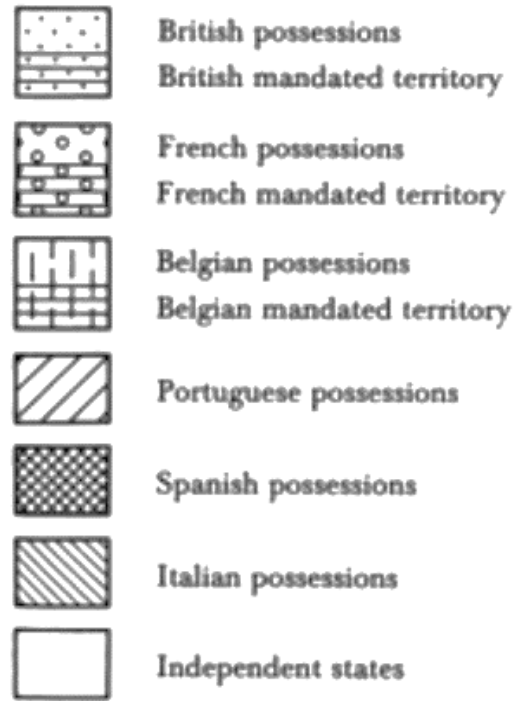 British possessions
British mandated territory
French possessions
French mandated territory
Belgian possessions
Belgian mandated territory
Portuguese possessions
Spanish possessions
Italian possessions
Independent states